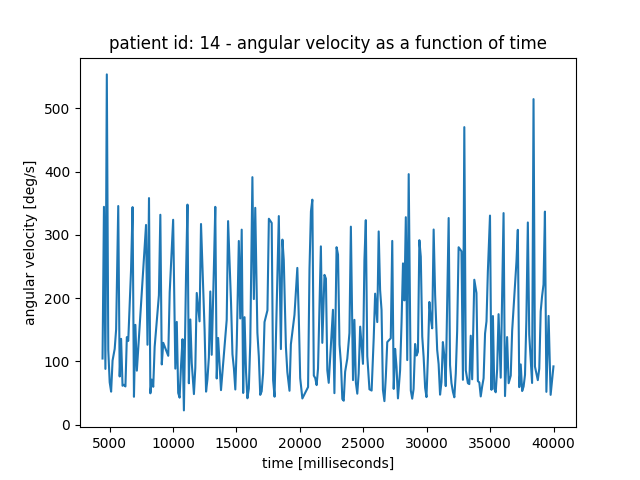 patient id: 14 - angular velocity as a function of time
angular velocity [deg/s]
500
400
300
200
100
0
5000 10000 15000 20000 25000 30000 35000 40000
time [milliseconds]